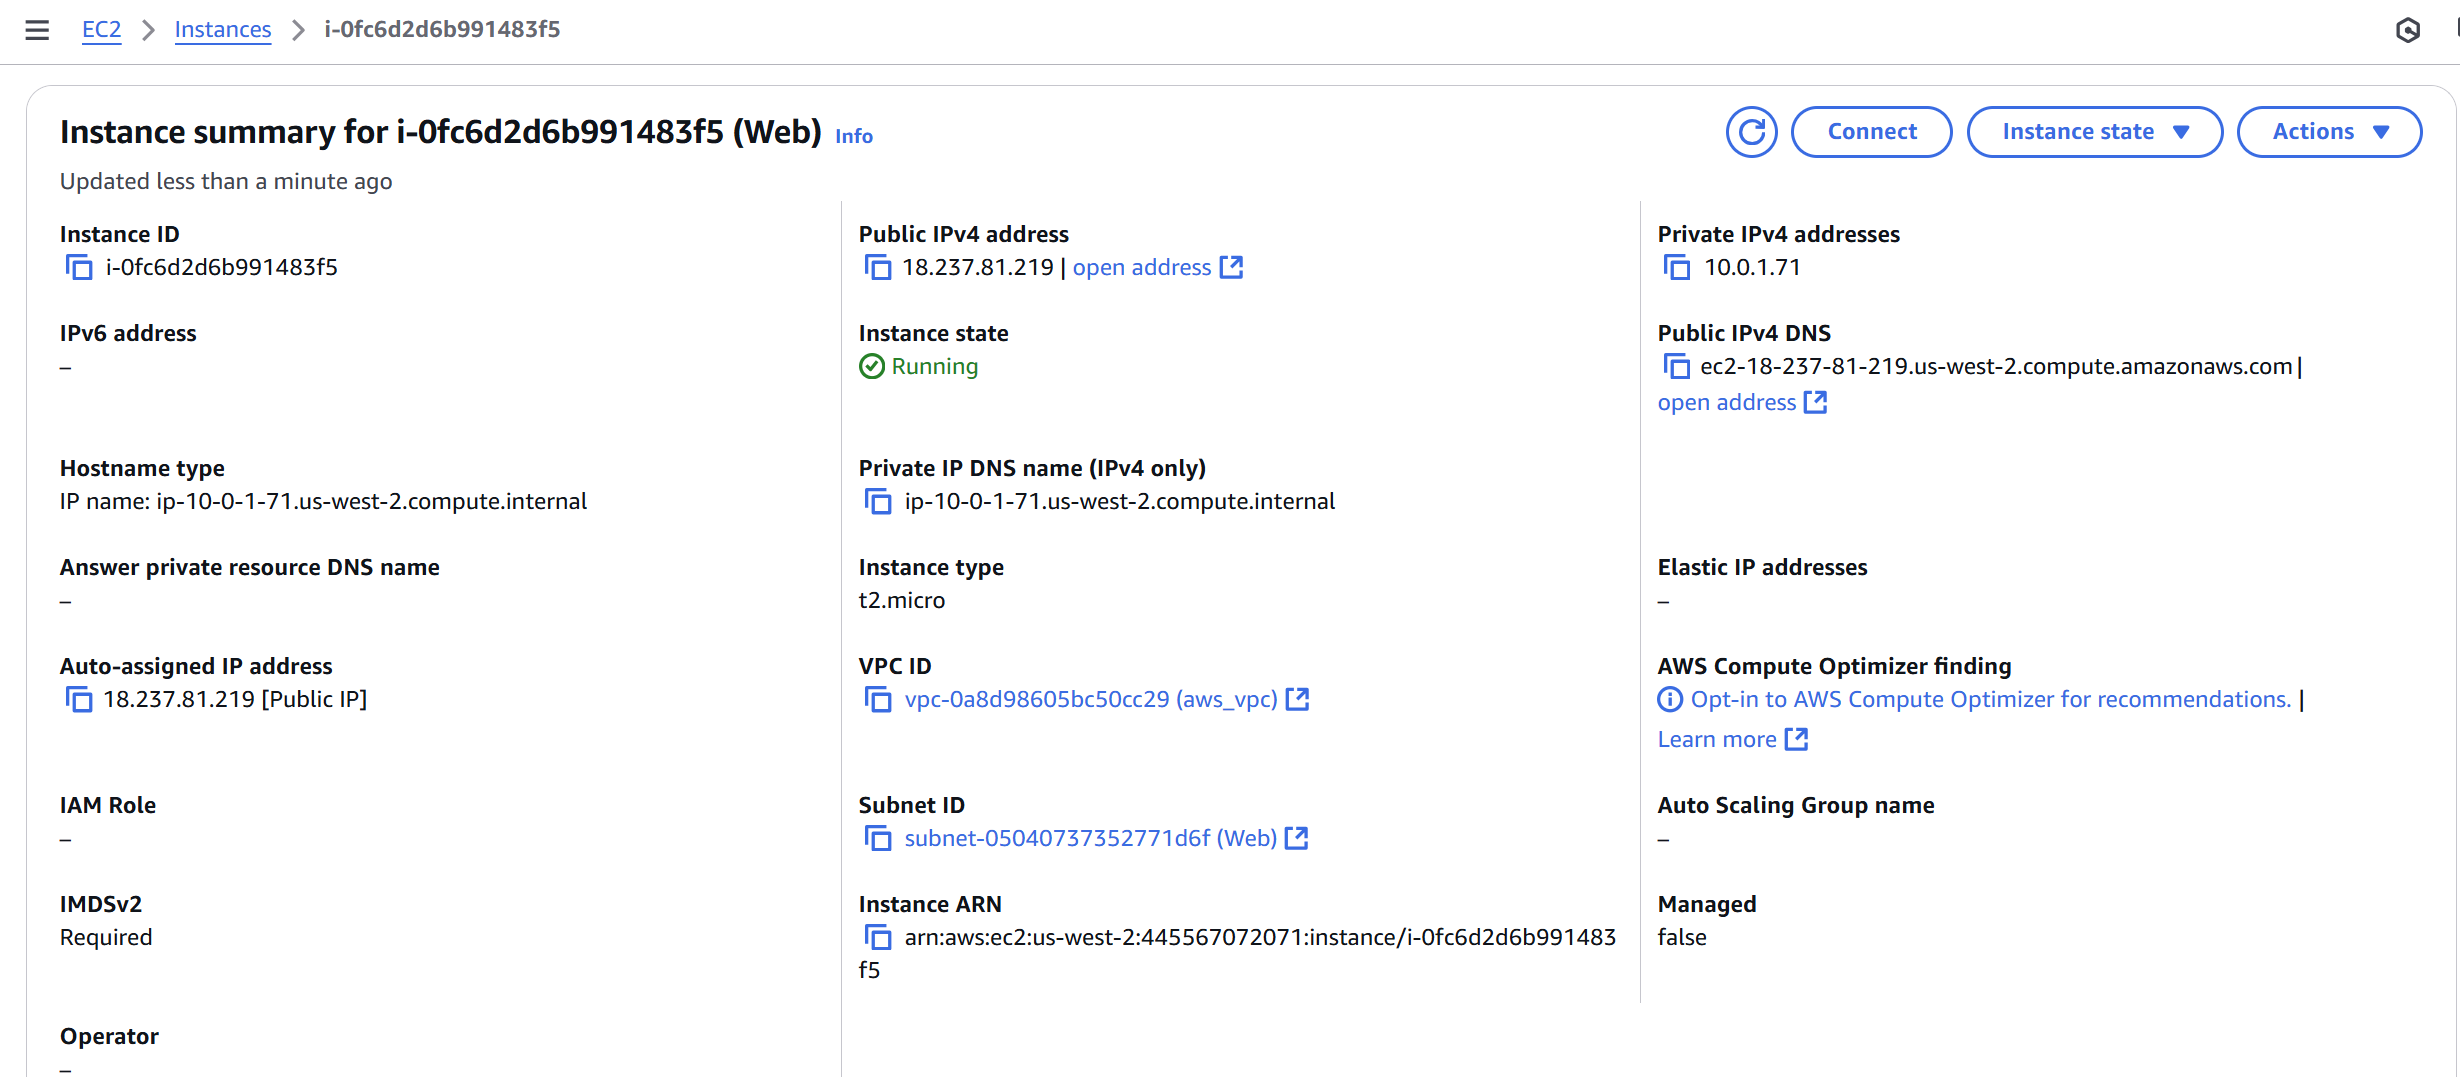 EC2 > Instances > i-0fc6d2d6b991483f5
Instance summary for i-0fc6d2d6b991483f5 (Web) Info
Connect
Instance state
Actions
Updated less than a minute ago
Instance ID
i-0fc6d2d6b991483f5
Public IPv4 address
18.237.81.219 | open address
Private IPv4 addresses
10.0.1.71
IPv6 address
–
Instance state
Running
Public IPv4 DNS
ec2-18-237-81-219.us-west-2.compute.amazonaws.com |
open address
Hostname type
IP name: ip-10-0-1-71.us-west-2.compute.internal
Private IP DNS name (IPv4 only)
ip-10-0-1-71.us-west-2.compute.internal
Answer private resource DNS name
–
Instance type
t2.micro
Elastic IP addresses
–
Auto-assigned IP address
18.237.81.219 [Public IP]
VPC ID
vpc-0a8d98605bc50cc29 (aws_vpc)
AWS Compute Optimizer finding
Opt-in to AWS Compute Optimizer for recommendations. |
Learn more
IAM Role
–
Subnet ID
subnet-05040737352771d6f (Web)
Auto Scaling Group name
–
IMDSv2
Required
Instance ARN
arn:aws:ec2:us-west-2:445567072071:instance/i-0fc6d2d6b991483
f5
Managed
false
Operator
–